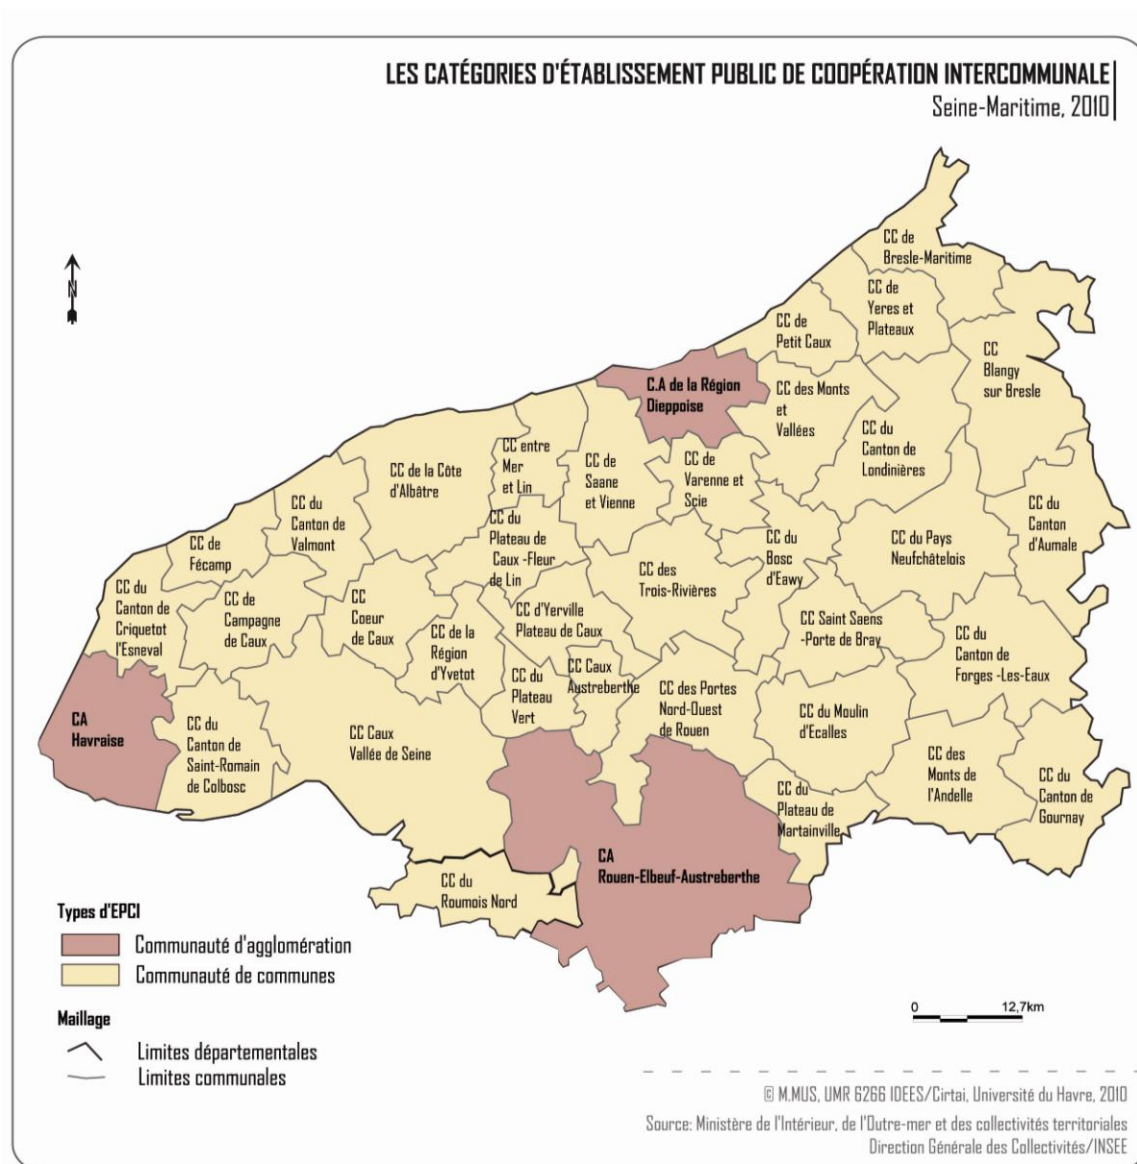 LES CATÉGORIES D'ÉTABLISSEMENT PUBLIC DE COOPÉRATION INTERCOMMUNALE
Seine-Maritime, 2010
N
CC de
Bresle-Maritime
CC de
Yeres et
Plateaux
CC de
Petit Caux
CC
Blangy
sur Bresle
C.A de la Région
Dieppoise
CC des Monts
et
Vallées
CC du
Canton de
Londinières
CC entre
Mer
et Lin
CC de la Côte
d'Albâtre
CC de
Saane
et Vienne
CC de
Varenne et
Scie
CC du
Canton de
Valmont
CC du
Canton
d'Aumale
CC du
Plateau de
Caux -Fleur
de Lin
CC du
Bosc
d'Eawy
CC du Pays
Neufchâtelois
CC de
Fécamp
CC des
Trois-Rivières
CC du
Canton de
Criquetot
l'Esneval
CC de
Campagne
de Caux
CC
Coeur
de Caux
CC d'Yerville
Plateau de Caux
CC Saint Saens
-Porte de Bray
CC de la
Région
d'Yvetot
CC du
Canton de
Forges -Les-Eaux
CC Caux
Austreberthe
CC du
Plateau
Vert
CC des Portes
Nord-Ouest
de Rouen
CA
Havraise
CC du
Canton de
Saint-Romain
de Colbosc
CC Caux
Vallée de Seine
CC du Moulin
d'Ecalles
CC des
Monts de
l'Andelle
CC du
Canton de
Gournay
CC du
Plateau de
Martainville
CA
Rouen-Elbeuf-Austreberthe
CC du
Roumois Nord
Types d'EPCI
Communauté d'agglomération
Communauté de communes
Maillage
Limites départementales
Limites communales
0 12,7km
© M.MUS, UMR 6266 IDEES/Cirtai, Université du Havre, 2010
Source: Ministère de l'Intérieur, de l'Outre-mer et des collectivités territoriales
Direction Générale des Collectivités/INSEE